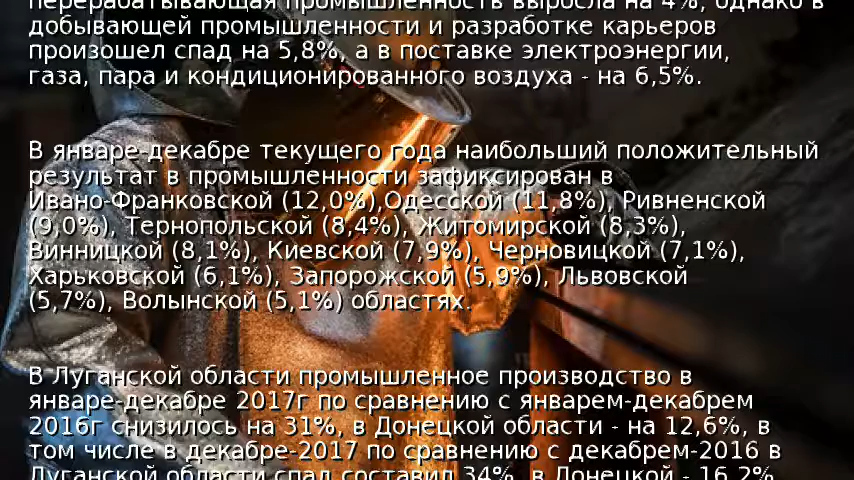 перерабатывающая промышленность выросла на 4%, однако в
добывающей промышленности и разработке карьеров
произошел спад на 5,8%, а в поставке электроэнергии,
газа, пара и кондиционированного воздуха - на 6,5%.
В январе-декабре текущего года наибольший положительный
результат в промышленности зафиксирован в
Ивано-Франковской (12,0%),Одесской (11,8%), Ривненской
(9,0%), Тернопольской (8,4%), Житомирской (8,3%),
Винницкой (8,1%), Киевской (7,9%), Черновицкой (7,1%),
Харьковской (6,1%), Запорожской (5,9%), Львовской
(5,7%), Волынской (5,1%) областях.
В Луганской области промышленное производство в
январе-декабре 2017г по сравнению с январем-декабрем
2016г снизилось на 31%, в Донецкой области - на 12,6%, в
том числе в декабре-2017 по сравнению с декабрем-2016 в
Луганской области спад составил 34%, в Донецкой - 16,2%